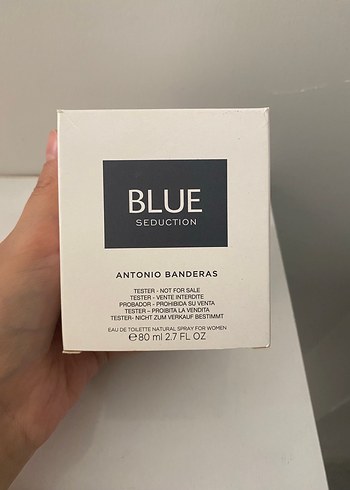 BLUE
SEDUCTION
ANTONIO BANDERAS
TESTER - NOT FOR SALE
TESTER - VENTE INTERDITE
PROBADOR - PROHIBIDA SU VENTA
TESTER – PROIBITA LA VENDITA
TESTER- NICHT ZUM VERKAUF BESTIMMT
EAU DE TOILETTE NATURAL SPRAY FOR WOMEN
℮80 ml 2.7 FL OZ